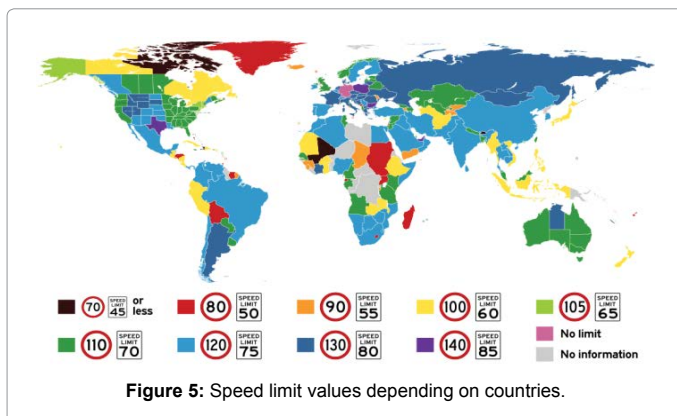 70 SPEED LIMIT 45 or less
80 SPEED LIMIT 50
90 SPEED LIMIT 55
100 SPEED LIMIT 60
105 SPEED LIMIT 65
110 SPEED LIMIT 70
120 SPEED LIMIT 75
130 SPEED LIMIT 80
140 SPEED LIMIT 85
No limit
No information
Figure 5: Speed limit values depending on countries.